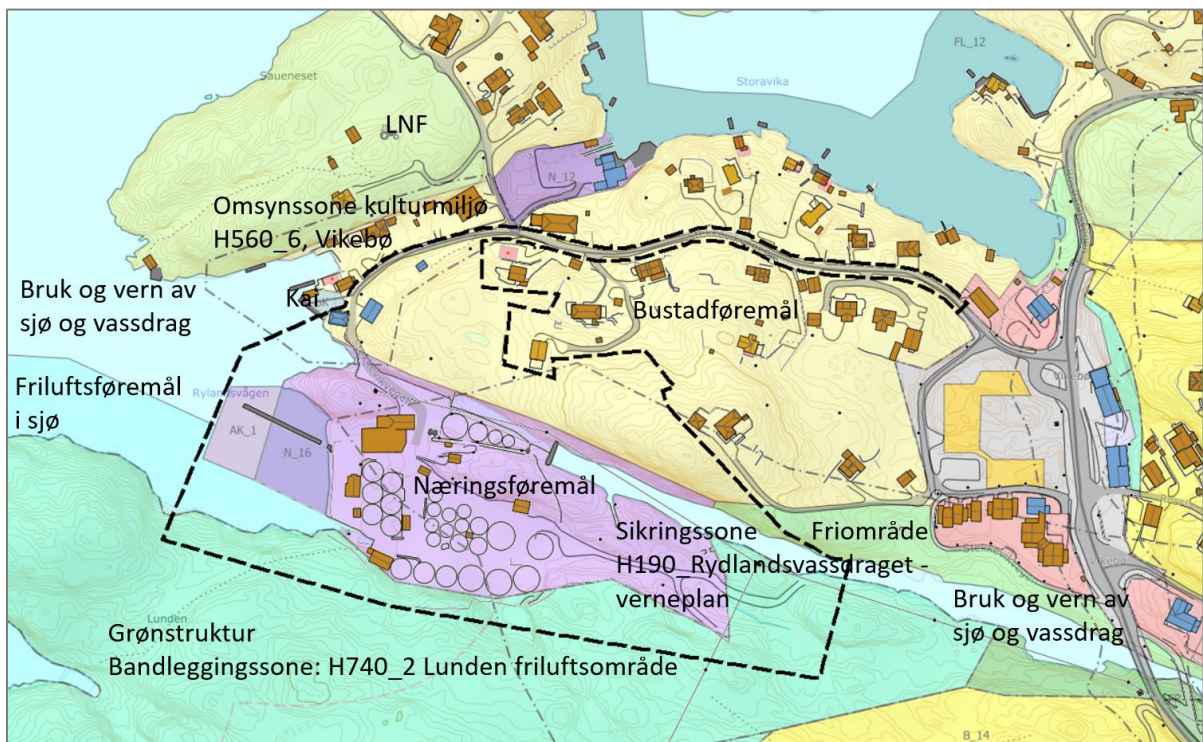 FL_12
Saueneset
Storavika
LNF
N_12
Omsynssone kulturmiljø
H560_6, Vikebø
Bruk og vern av
sjø og vassdrag
Kai
Bustadføremål
Friluftsføremål
i sjø
Rylandsvågen
Vikebø
AK_1
N_16
Næringsføremål
Sikringssone
Friområde
H190_Rydlandsvassdraget -
verneplan
Vikebø
Bruk og vern av
sjø og vassdrag
Lunden
Grønstruktur
Bandleggingssone: H740_2 Lunden friluftsområde
B_14